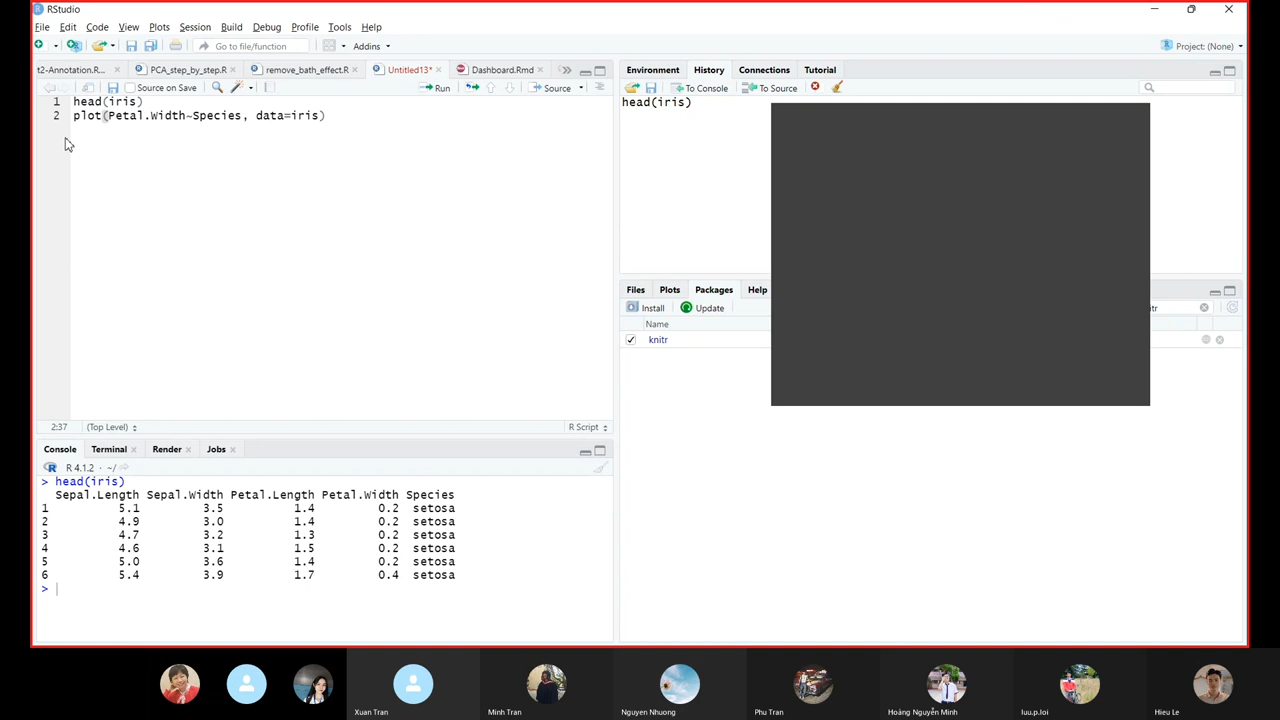 RStudio
File Edit Code View Plots Session Build Debug Profile Tools Help
Go to file/function Addins Project: (None)
t2-Annotation.R... PCA_step_by_step.R remove_bath_effect.R Untitled13* Dashboard.Rmd
Source on Save Run Source
1 head(iris)
2 plot(Petal.Width~Species, data=iris)
2:37 (Top Level) R Script
Console Terminal Render Jobs
R 4.1.2 · ~/
> head(iris)
Sepal.Length Sepal.Width Petal.Length Petal.Width Species
1 5.1 3.5 1.4 0.2 setosa
2 4.9 3.0 1.4 0.2 setosa
3 4.7 3.2 1.3 0.2 setosa
4 4.6 3.1 1.5 0.2 setosa
5 5.0 3.6 1.4 0.2 setosa
6 5.4 3.9 1.7 0.4 setosa
>
Environment History Connections Tutorial
To Console To Source
head(iris)
Files Plots Packages Help
Install Update itr
Name
knitr
Xuan Tran
Minh Tran
Nguyen Nhuong
Phu Tran
Hoàng Nguyễn Minh
luu.p.loi
Hieu Le